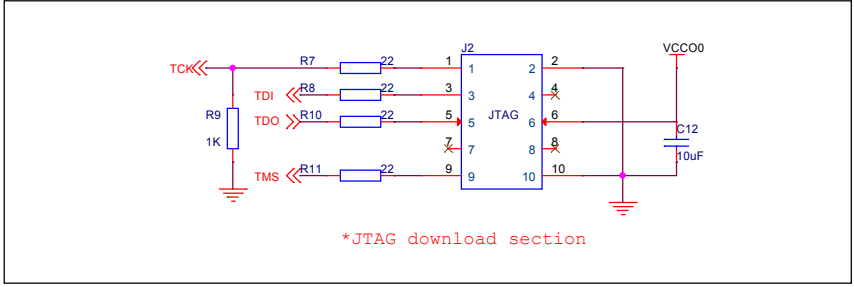 J2
VCCO0
TCK R7 22 1 1 2 2
TDI R8 22 3 3 4 4
R9
1K
TDO R10 22 5 5 JTAG 6 6
C12
10uF
7 7 8 8
TMS R11 22 9 9 10 10
*JTAG download section